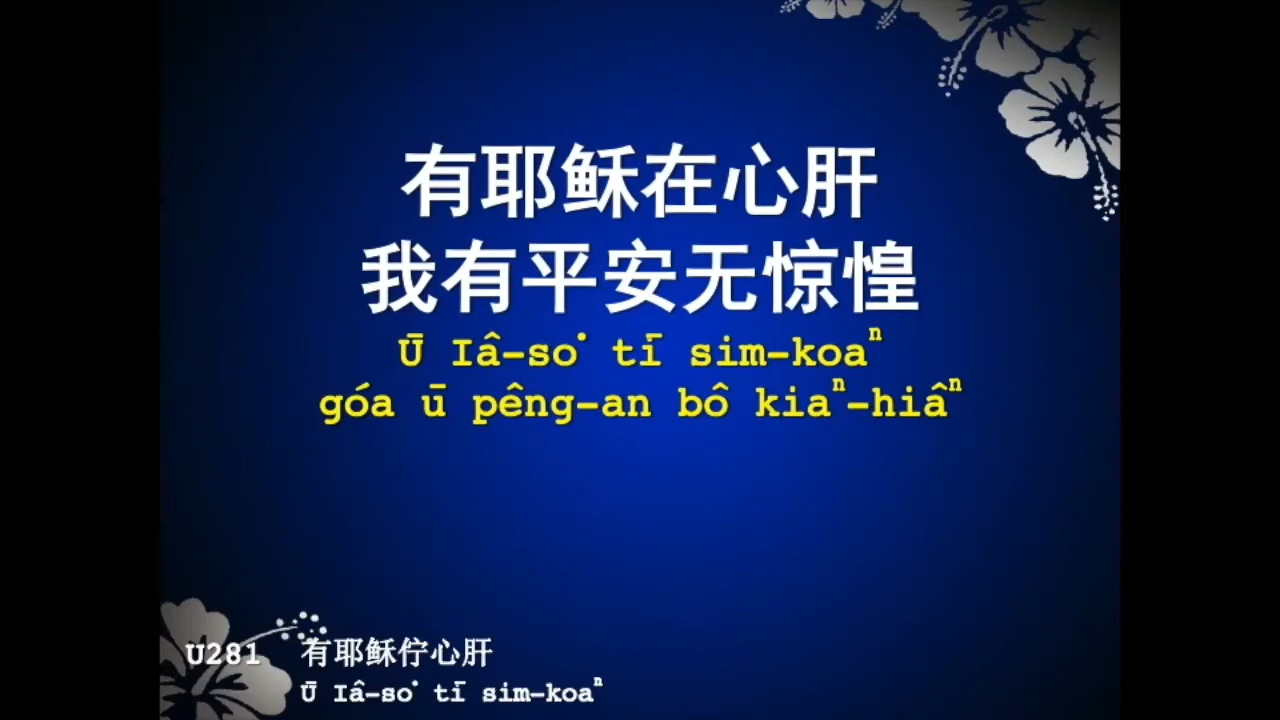 有耶稣在心肝
我有平安无惊惶
Ū Iâ-so͘ tī sim-koaⁿ
góa ū pêng-an bô kiaⁿ-hiâⁿ
U281 有耶稣佇心肝
Ū Iâ-so͘ tī sim-koaⁿ